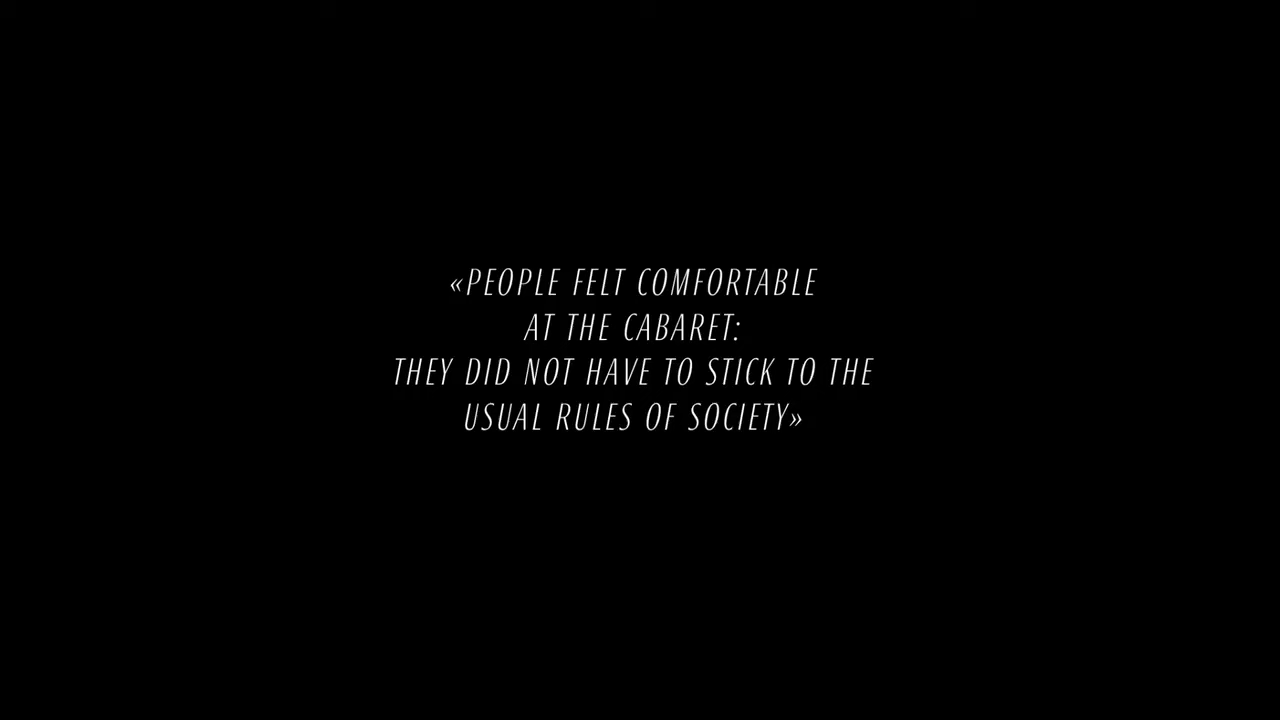 «PEOPLE FELT COMFORTABLE
AT THE CABARET:
THEY DID NOT HAVE TO STICK TO THE
USUAL RULES OF SOCIETY»